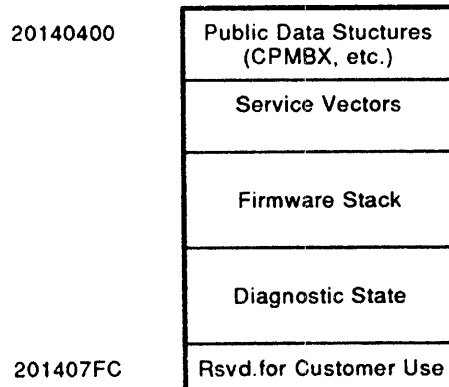 20140400 Public Data Stuctures
(CPMBX, etc.)
Service Vectors
Firmware Stack
Diagnostic State
201407FC Rsvd.for Customer Use